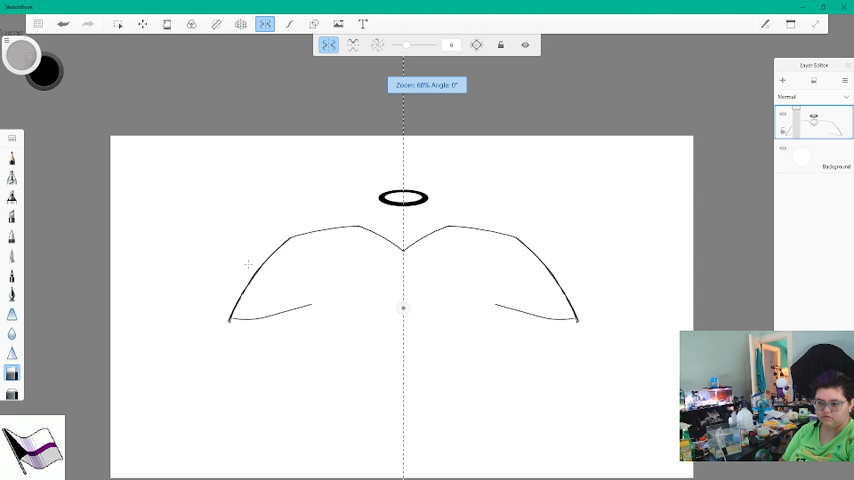 SketchBook
6
Zoom: 68% Angle: 0°
Layer Editor
Normal
Background